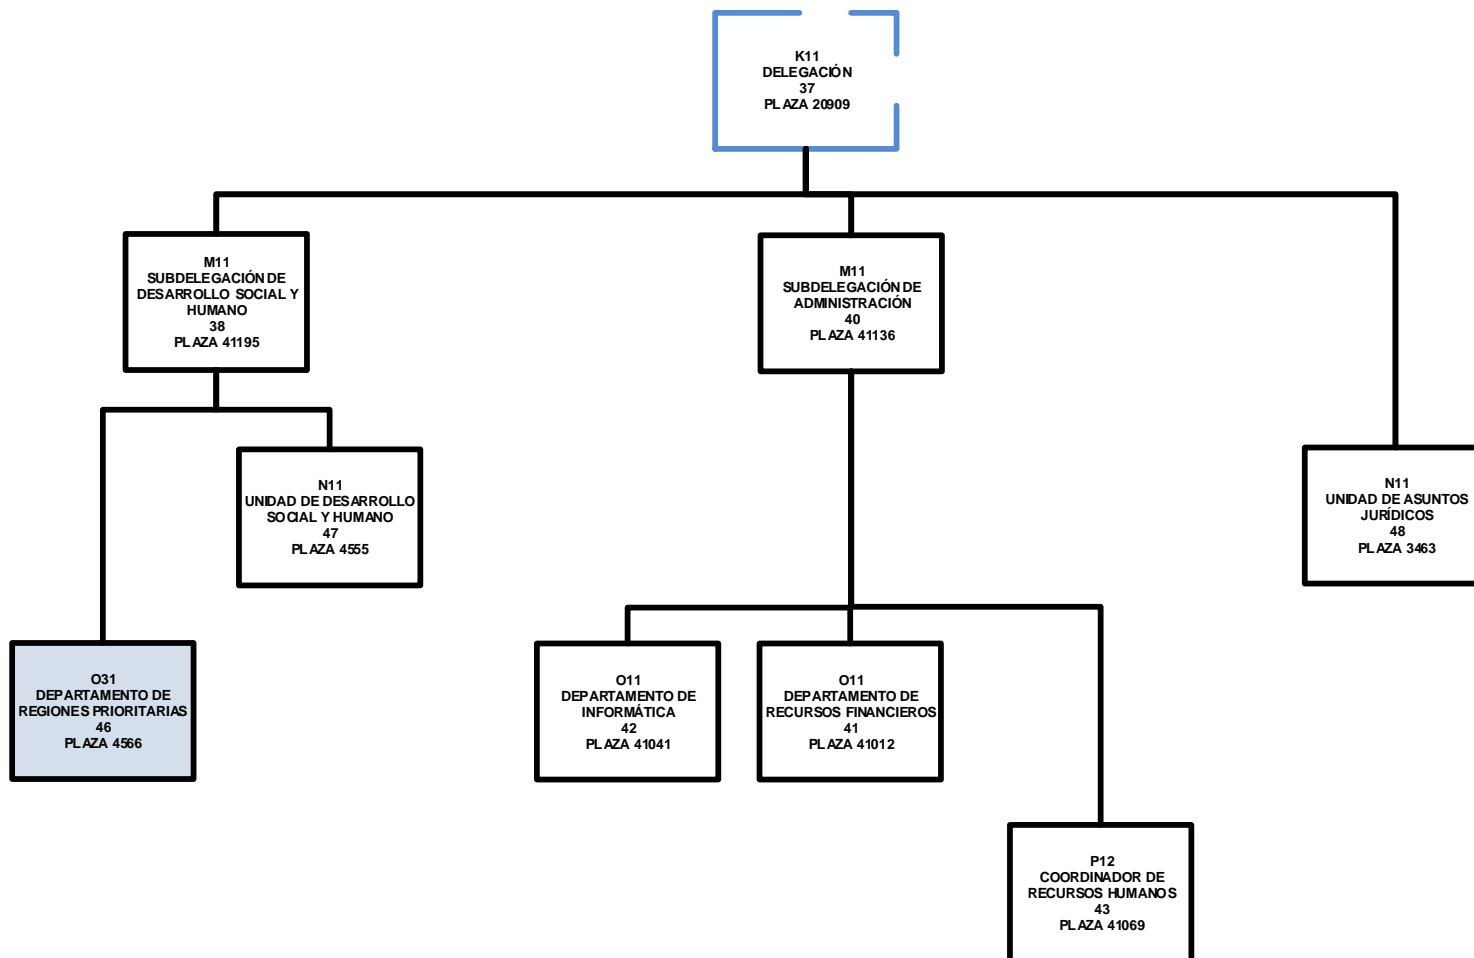 K11
DELEGACIÓN
37
PLAZA 20909
M11
SUBDELEGACIÓN DE
DESARROLLO SOCIAL Y
HUMANO
38
PLAZA 41195
M11
SUBDELEGACIÓN DE
ADMINISTRACIÓN
40
PLAZA 41136
N11
UNIDAD DE DESARROLLO
SOCIAL Y HUMANO
47
PLAZA 4555
N11
UNIDAD DE ASUNTOS
JURÍDICOS
48
PLAZA 3463
O31
DEPARTAMENTO DE
REGIONES PRIORITARIAS
46
PLAZA 4566
O11
DEPARTAMENTO DE
INFORMÁTICA
42
PLAZA 41041
O11
DEPARTAMENTO DE
RECURSOS FINANCIEROS
41
PLAZA 41012
P12
COORDINADOR DE
RECURSOS HUMANOS
43
PLAZA 41069